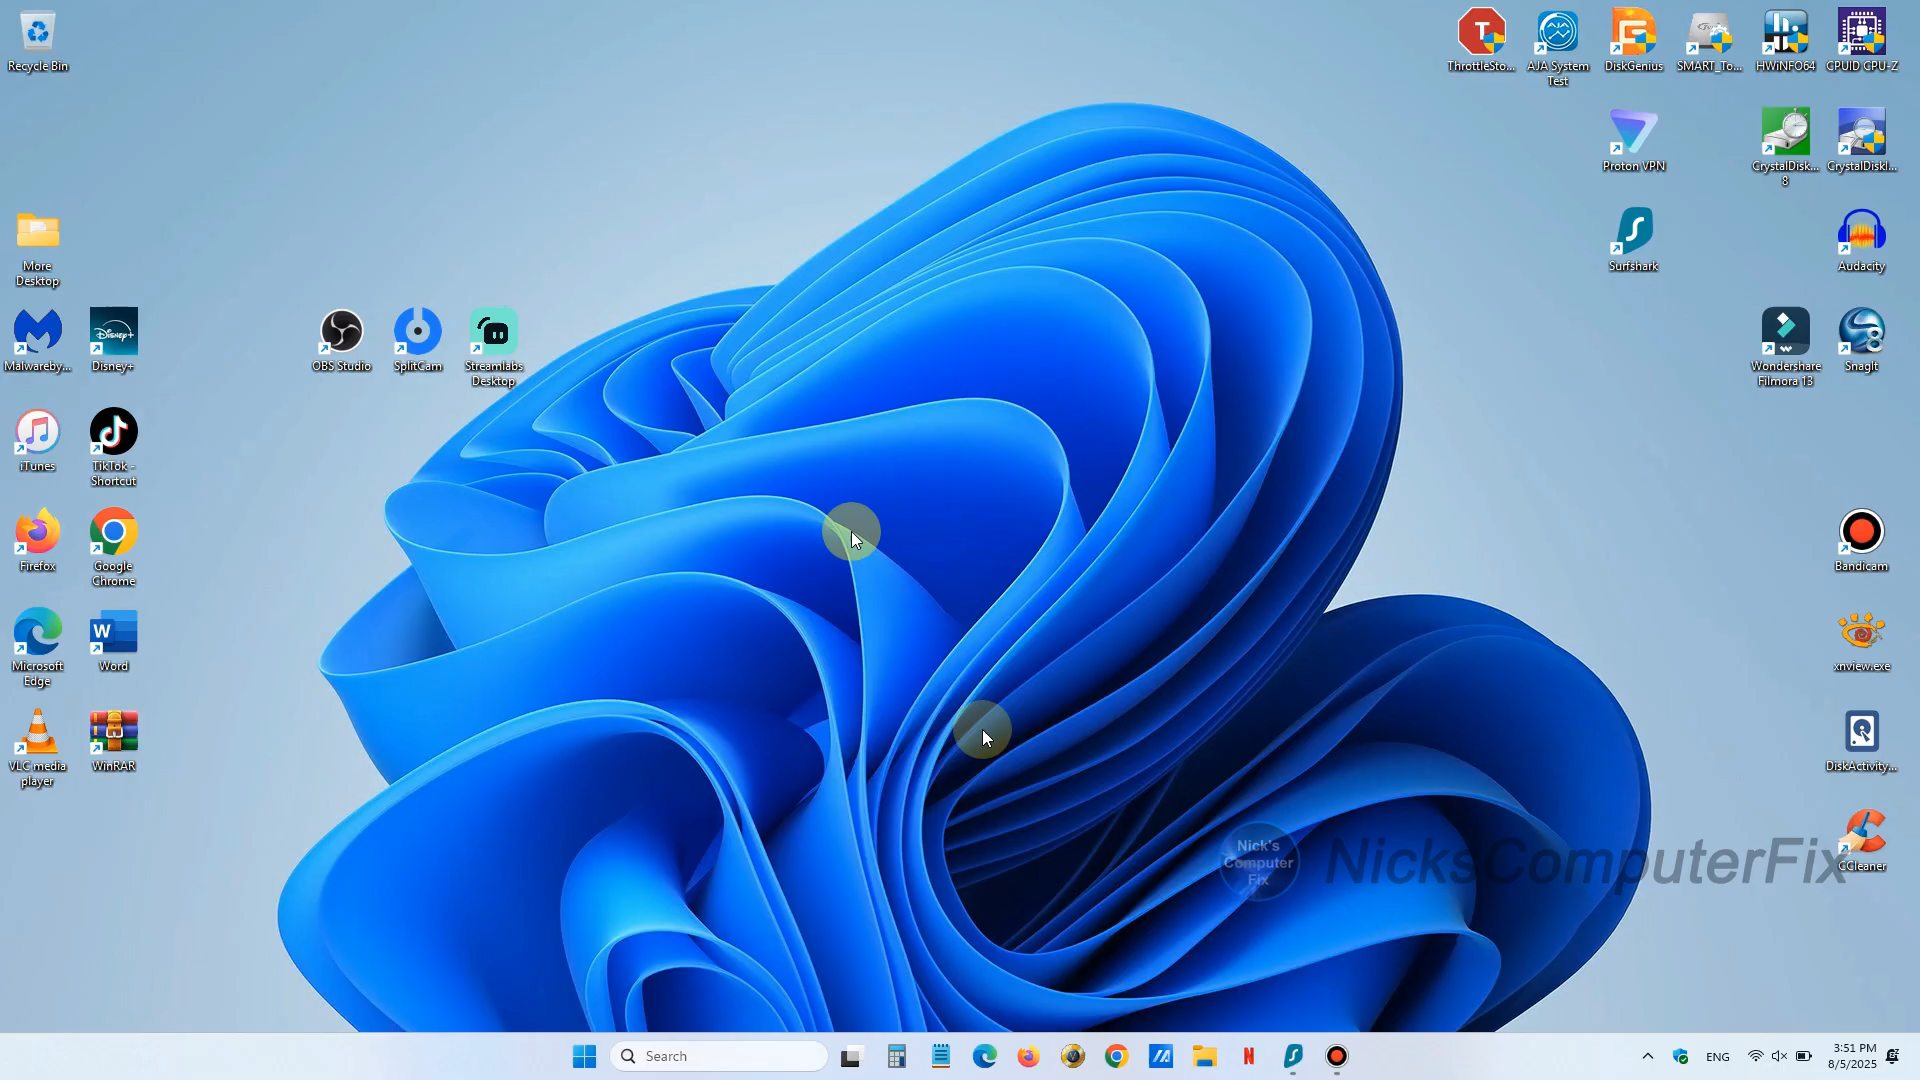 Recycle Bin
ThrottleSto...
AJA System
Test
DiskGenius
SMART_To...
HWiNFO64
CPUID CPU-Z
Proton VPN
CrystalDisk...
8
CrystalDiskI...
More
Desktop
Surfshark
Audacity
Malwareby...
Disney+
Disney+
OBS Studio
SplitCam
Streamlabs
Desktop
Wondershare
Filmora 13
8
SnagIt
iTunes
TikTok -
Shortcut
Firefox
Google
Chrome
Bandicam
Microsoft
Edge
W
Word
xnview.exe
VLC media
player
WinRAR
DiskActivity...
Nick's
Computer
Fix
NicksComputerFix
CCleaner
Search
N
ENG
3:51 PM
8/5/2025